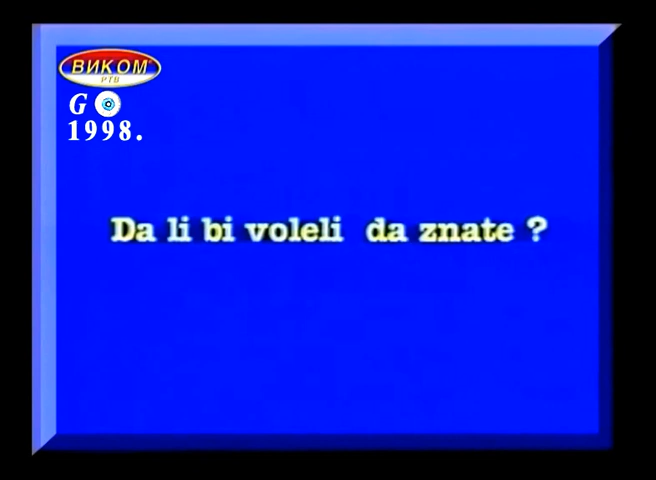 ВИКОМ
РТВ
G
1998.
Da li bi voleli da znate ?